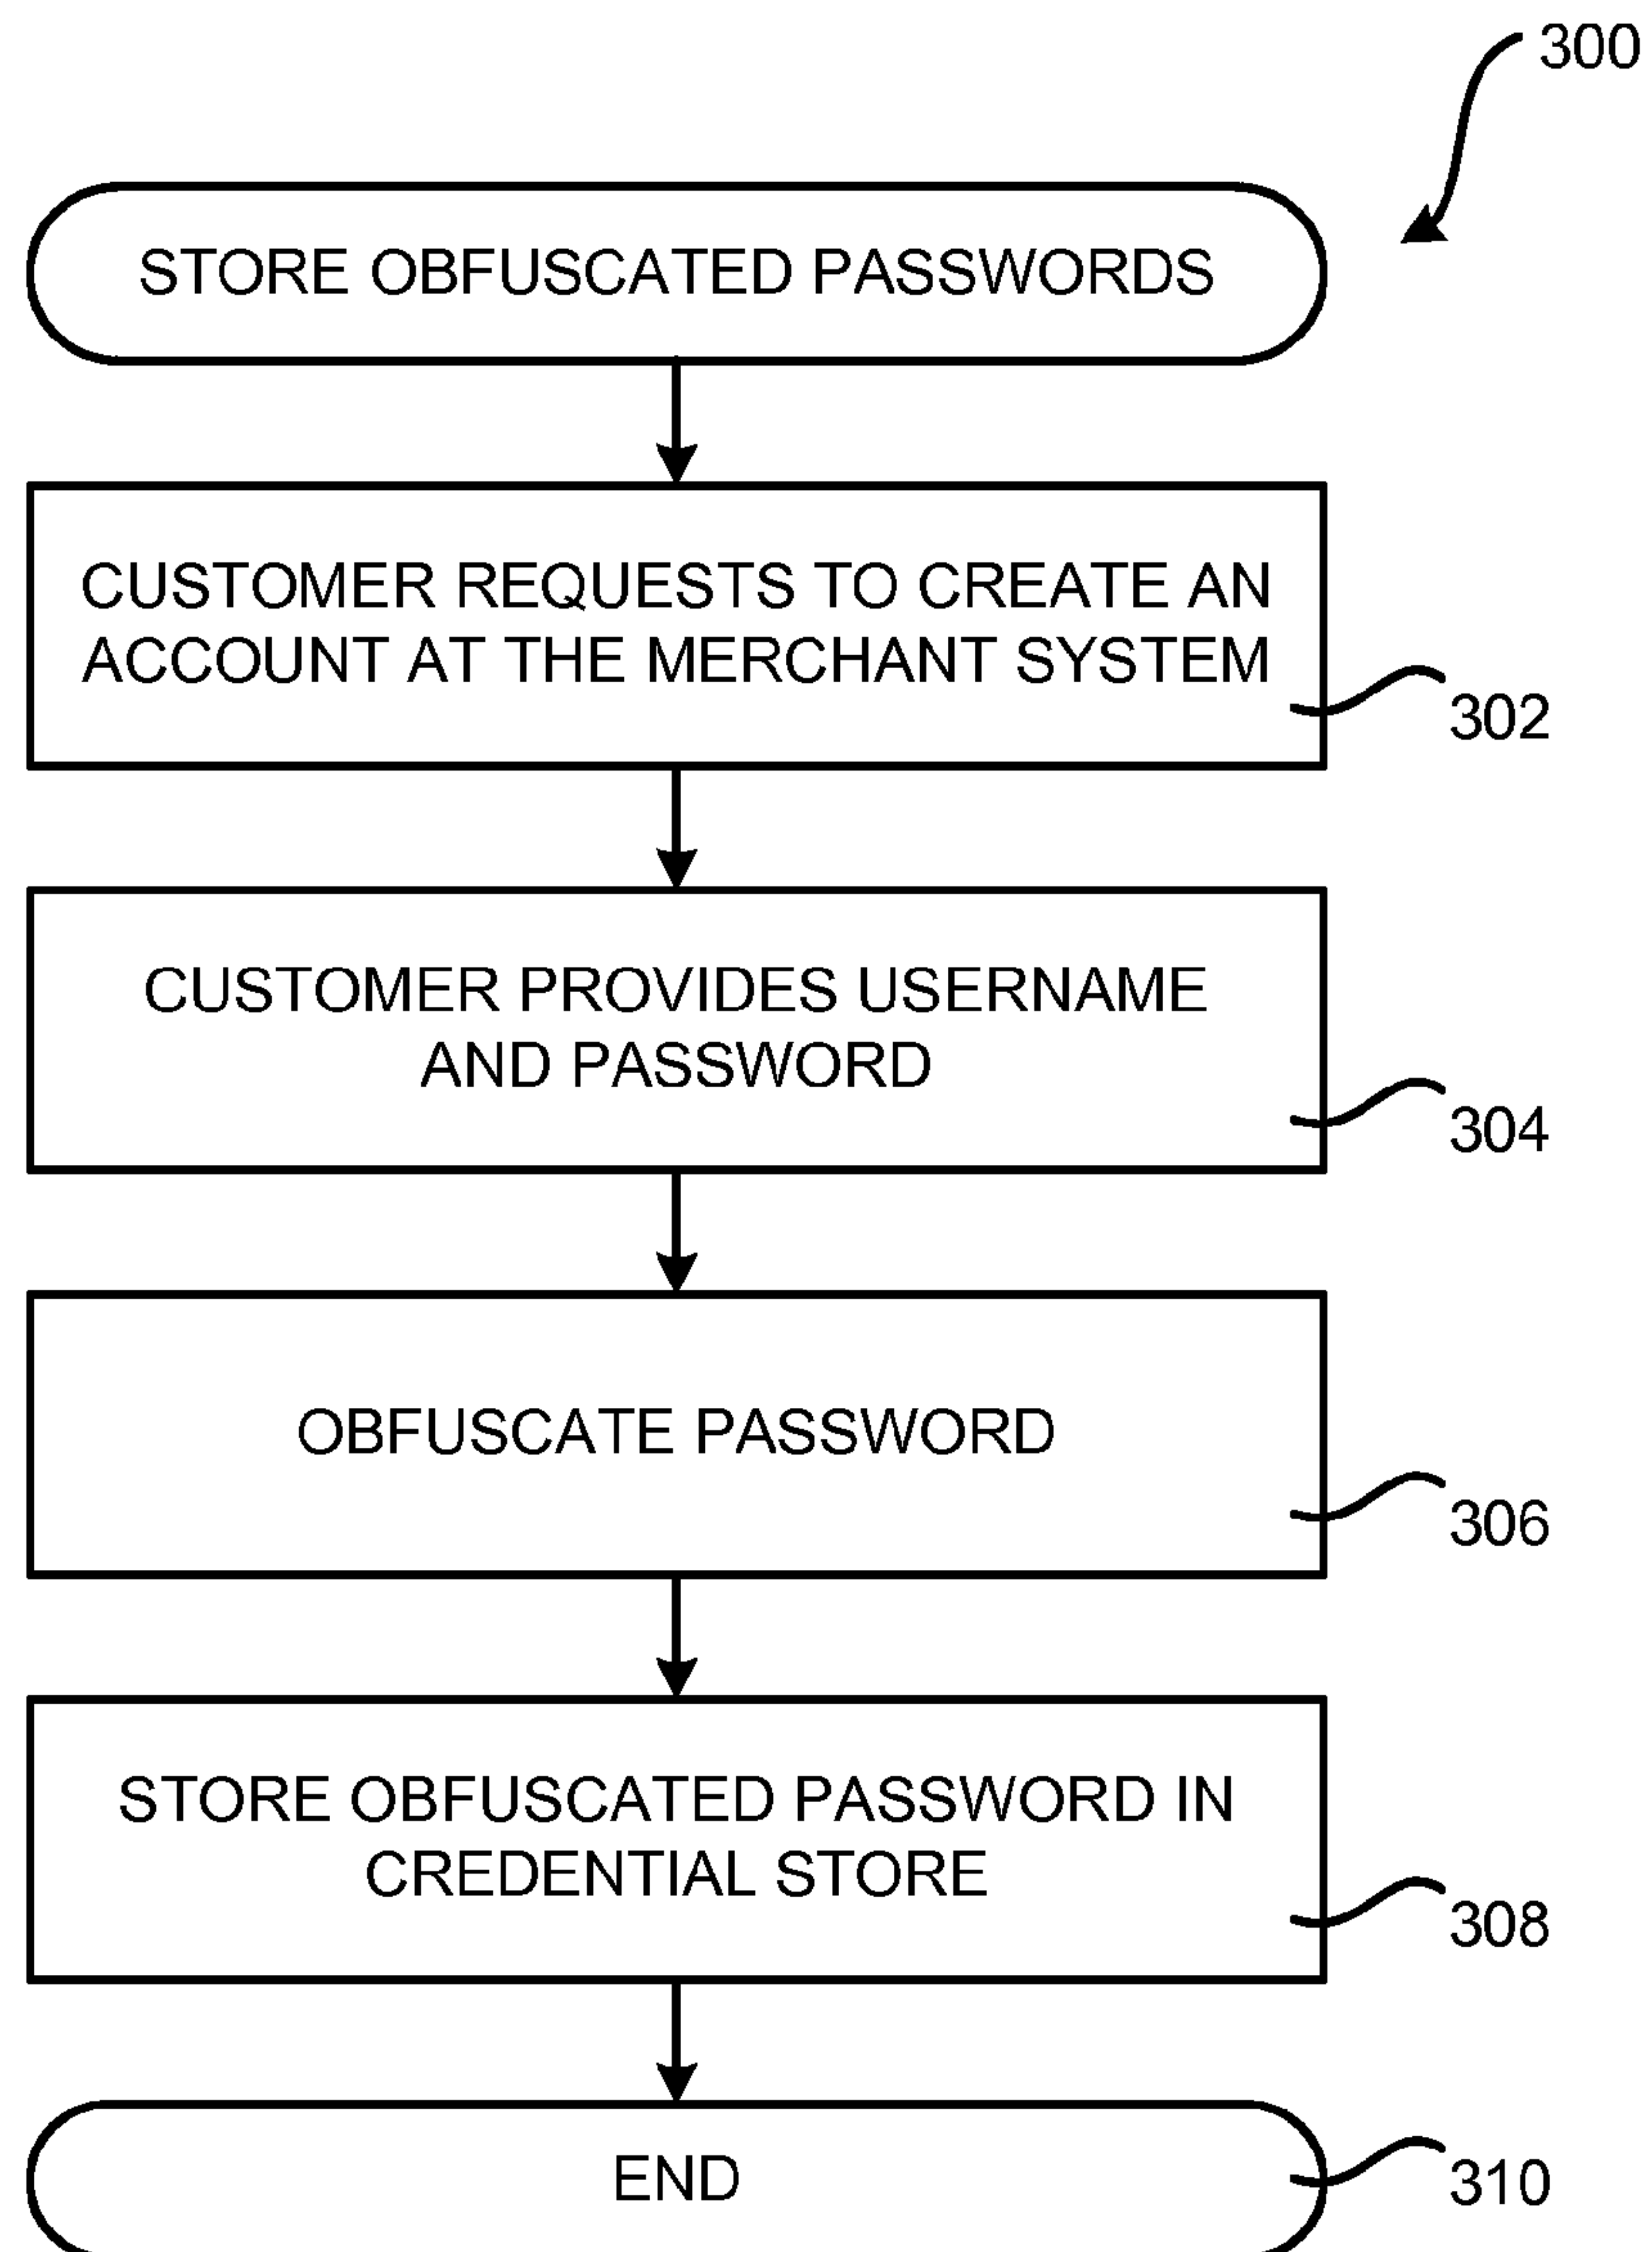 300
STORE OBFUSCATED PASSWORDS
CUSTOMER REQUESTS TO CREATE AN
ACCOUNT AT THE MERCHANT SYSTEM
302
CUSTOMER PROVIDES USERNAME
AND PASSWORD
304
OBFUSCATE PASSWORD
306
STORE OBFUSCATED PASSWORD IN
CREDENTIAL STORE
308
END
310